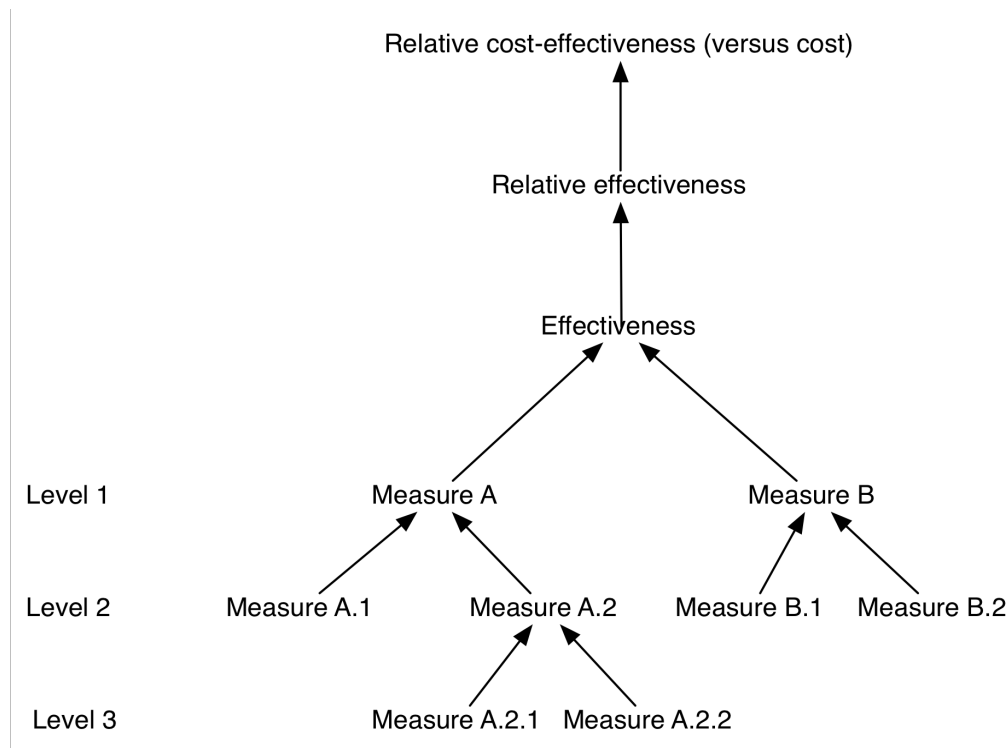 Relative cost-effectiveness (versus cost)
Relative effectiveness
Effectiveness
Level 1 Measure A Measure B
Level 2 Measure A.1 Measure A.2 Measure B.1 Measure B.2
Level 3 Measure A.2.1 Measure A.2.2